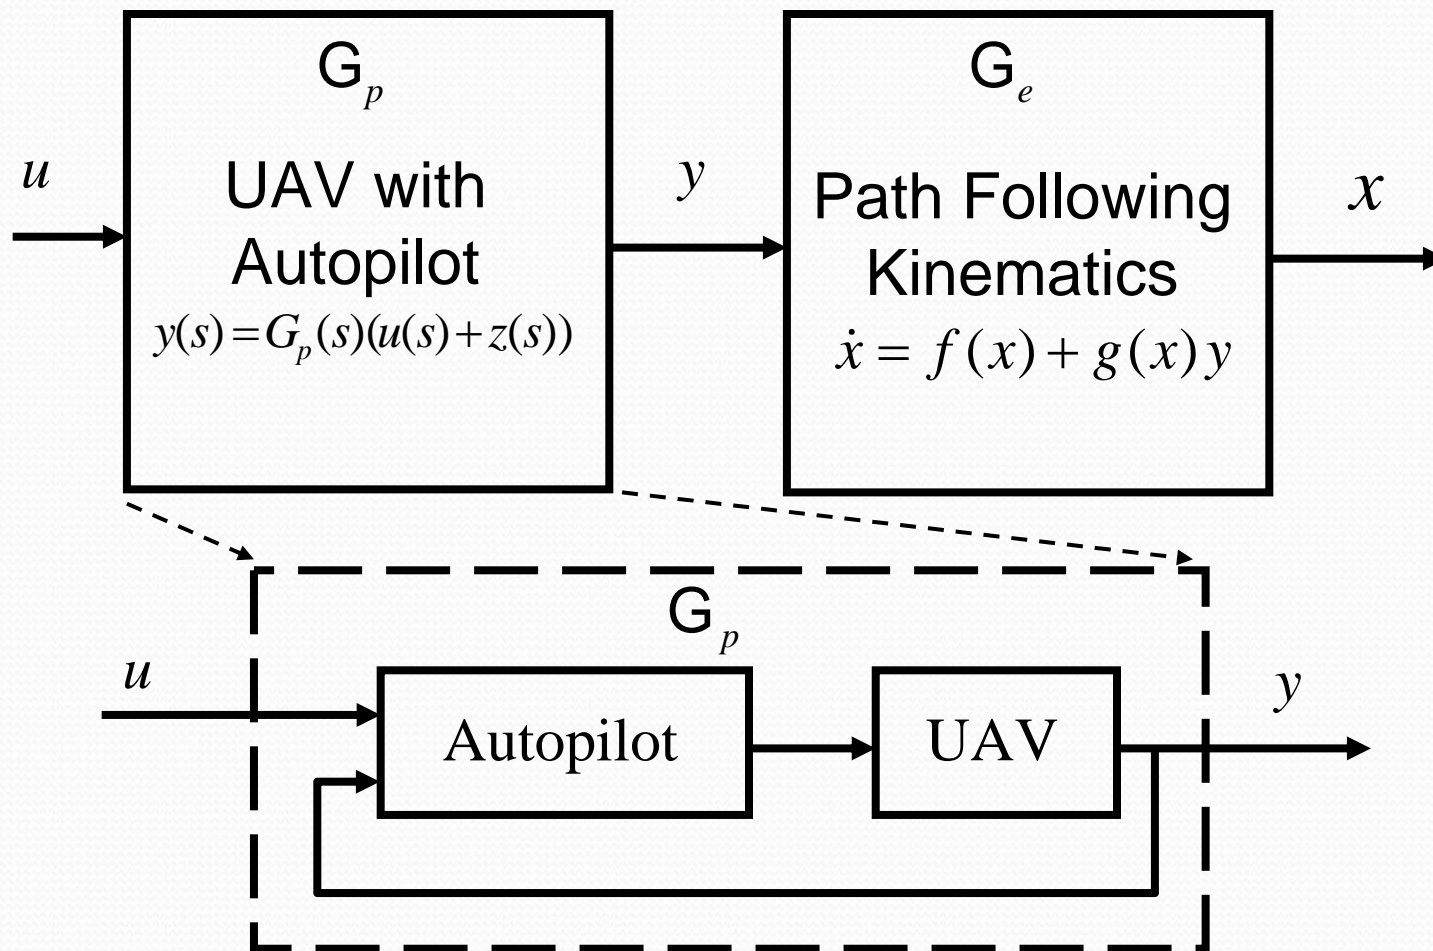 G_p
u
UAV with
Autopilot
y(s) = G_p(s)(u(s) + z(s))
y
G_e
Path Following
Kinematics
ẋ = f(x) + g(x)y
x
G_p
u
Autopilot
UAV
y